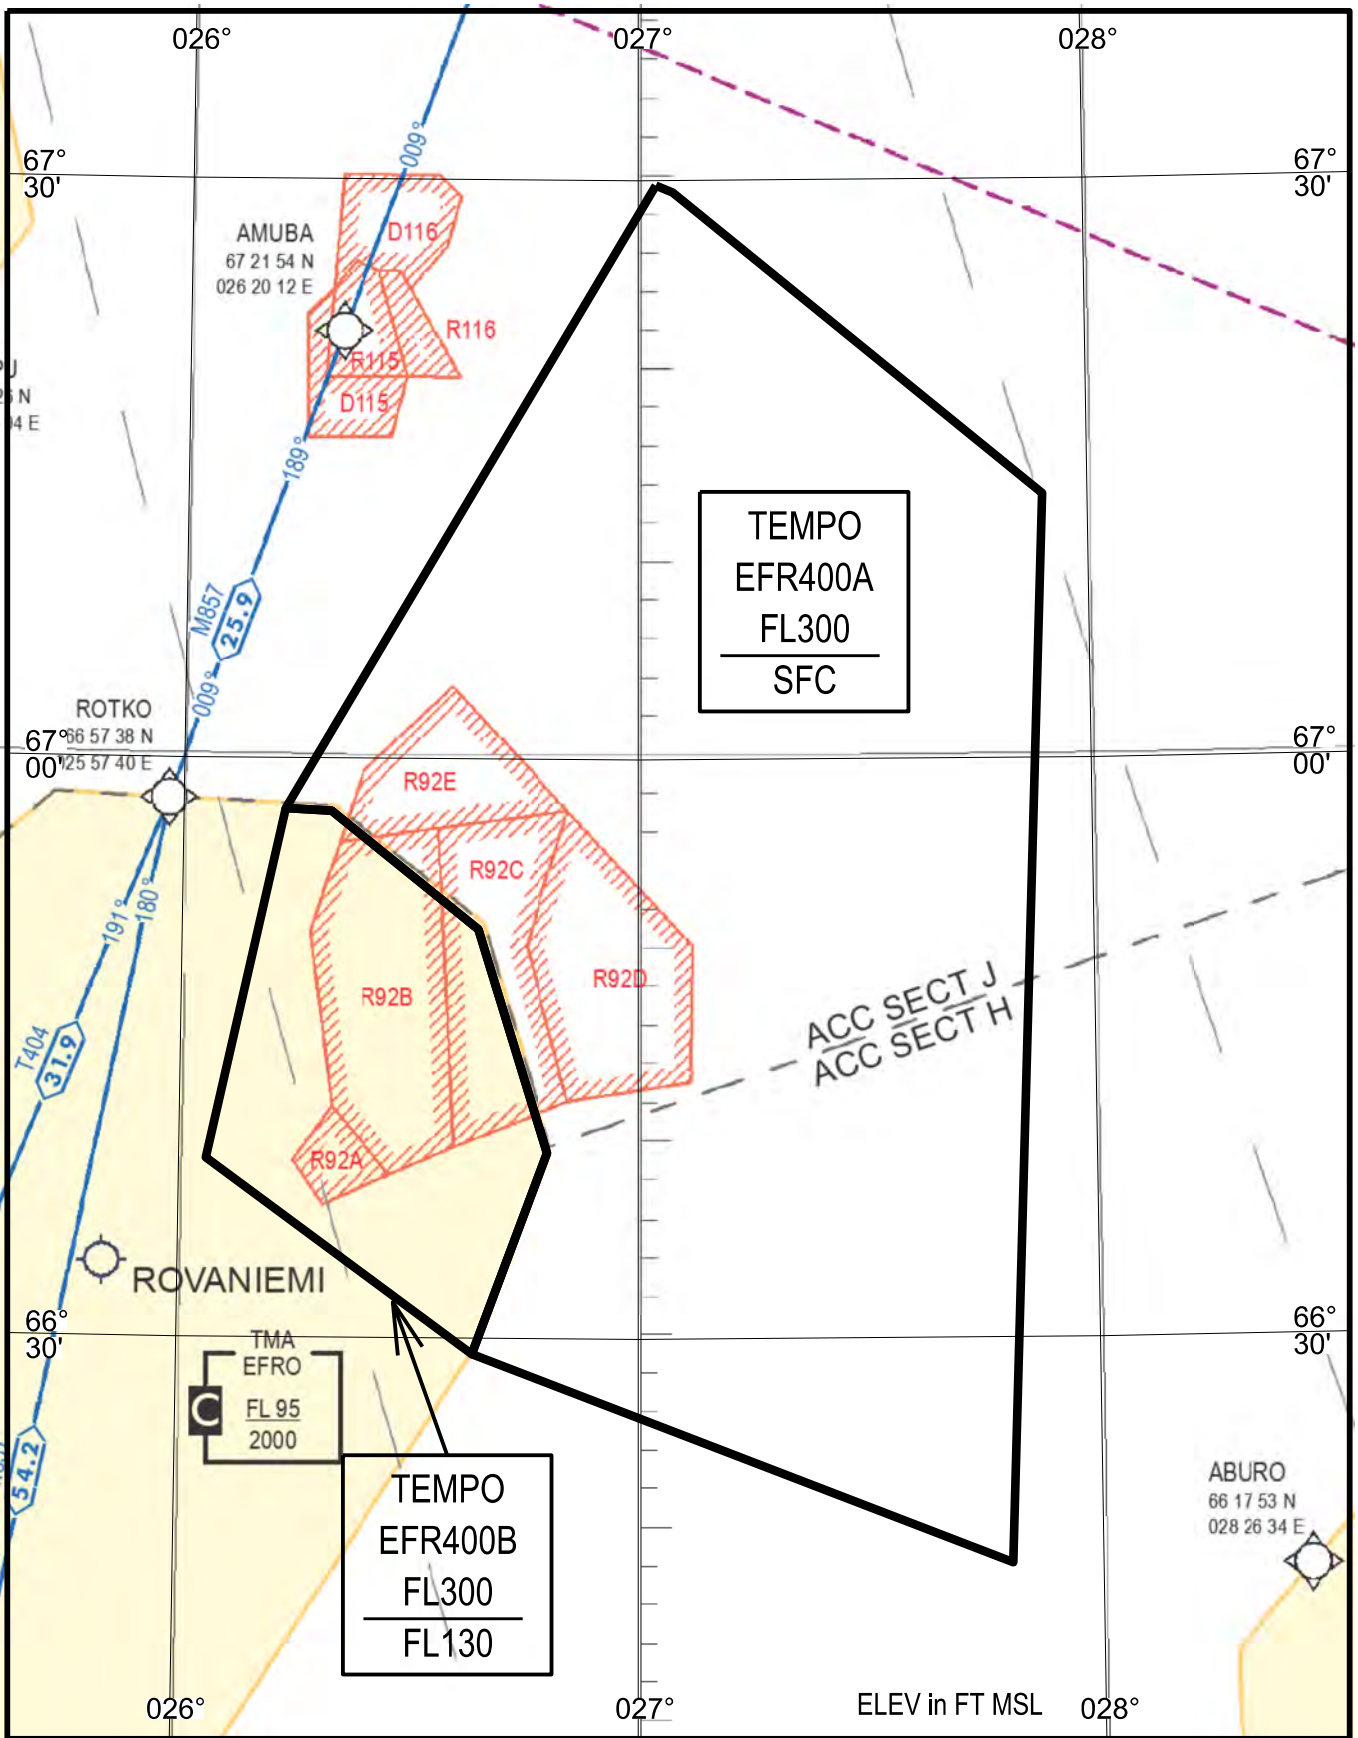 026°
027°
028°
67°
30'
67°
30'
009°
AMUBA
67 21 54 N
026 20 12 E
D116
R116
R115
D115
N
04 E
189°
TEMPO
EFR400A
FL300
SFC
M857
25.9
009°
ROTKO
66 57 38 N
25 57 40 E
67°
00'
67°
00'
R92E
R92C
R92D
R92B
R92A
191°
180°
T404
31.9
ACC SECT J
ACC SECT H
ROVANIEMI
66°
30'
66°
30'
TMA
EFRO
C
FL 95
2000
54.2
TEMPO
EFR400B
FL300
FL130
ABURO
66 17 53 N
028 26 34 E
026°
027°
028°
ELEV in FT MSL